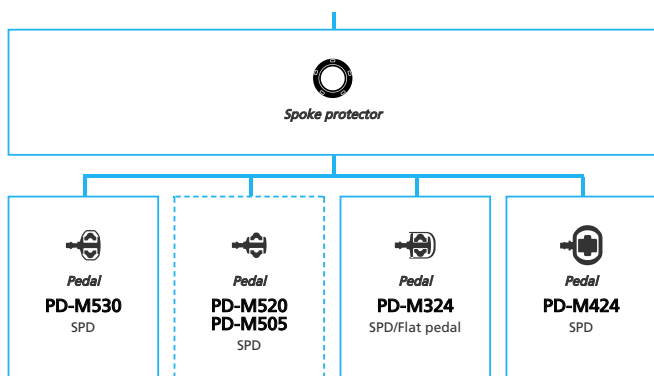 Spoke protector
Pedal
PD-M530
SPD
Pedal
PD-M520
PD-M505
SPD
Pedal
PD-M324
SPD/Flat pedal
Pedal
PD-M424
SPD